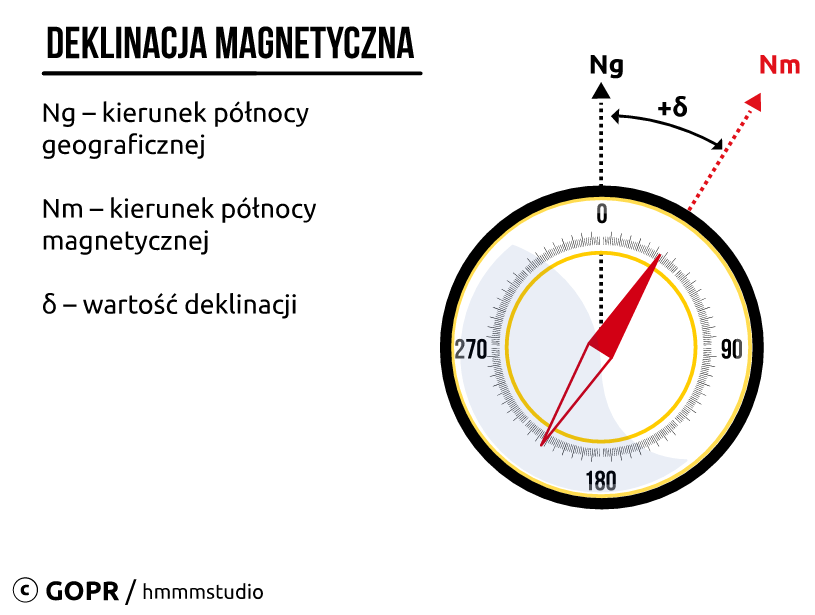 DEKLINACJA MAGNETYCZNA
Ng – kierunek północy
geograficznej
Nm – kierunek północy
magnetycznej
δ – wartość deklinacji
Ng
Nm
+δ
0
270
90
180
© GOPR / hmmmstudio